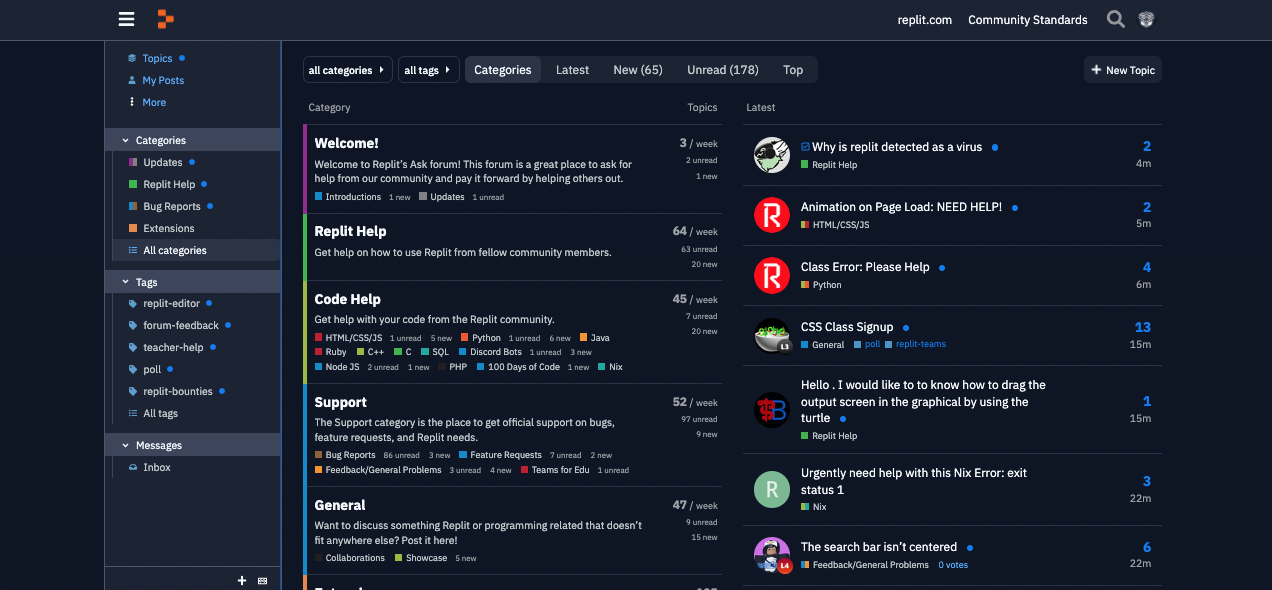 replit.com Community Standards
Topics
My Posts
More
Categories
Updates
Replit Help
Bug Reports
Extensions
All categories
Tags
replit-editor
forum-feedback
teacher-help
poll
replit-bounties
All tags
Messages
Inbox
all categories all tags Categories Latest New (65) Unread (178) Top
+ New Topic
Category Topics
Welcome! 3 / week
Welcome to Replit's Ask forum! This forum is a great place to ask for 2 unread
help from our community and pay it forward by helping others out. 1 new
Introductions 1 new Updates 1 unread
Replit Help 64 / week
Get help on how to use Replit from fellow community members. 63 unread
20 new
Code Help 45 / week
Get help with your code from the Replit community. 7 unread
20 new
HTML/CSS/JS 1 unread 5 new Python 1 unread 6 new Java
Ruby C++ C SQL Discord Bots 1 unread 3 new
Node JS 2 unread 1 new PHP 100 Days of Code 1 new Nix
Support 52 / week
The Support category is the place to get official support on bugs, 97 unread
feature requests, and Replit needs. 9 new
Bug Reports 86 unread 3 new Feature Requests 7 unread 2 new
Feedback/General Problems 3 unread 4 new Teams for Edu 1 unread
General 47 / week
Want to discuss something Replit or programming related that doesn't 9 unread
fit anywhere else? Post it here! 15 new
Collaborations Showcase 5 new
Latest
Why is replit detected as a virus 2
Replit Help 4m
Animation on Page Load: NEED HELP! 2
HTML/CSS/JS 5m
Class Error: Please Help 4
Python 6m
CSS Class Signup 13
L3 General poll replit-teams 15m
Hello . I would like to to know how to drag the
output screen in the graphical by using the 1
turtle 15m
Replit Help
R Urgently need help with this Nix Error: exit 3
status 1 22m
Nix
The search bar isn't centered 6
L4 Feedback/General Problems 0 votes 22m